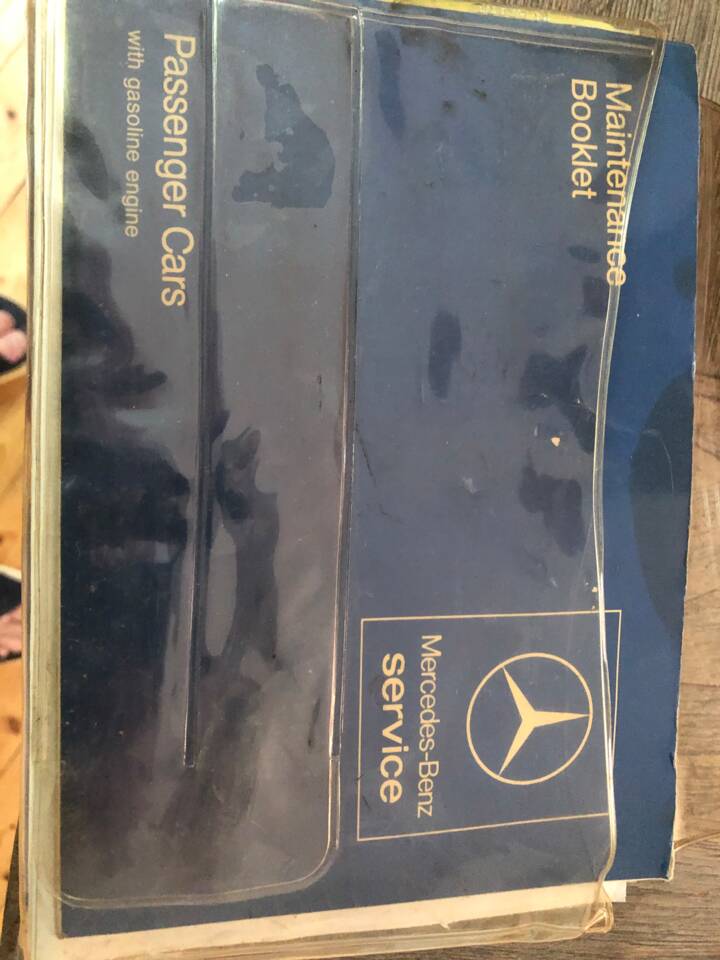 Maintenance
Booklet
Mercedes-Benz
service
Passenger Cars
with gasoline engine